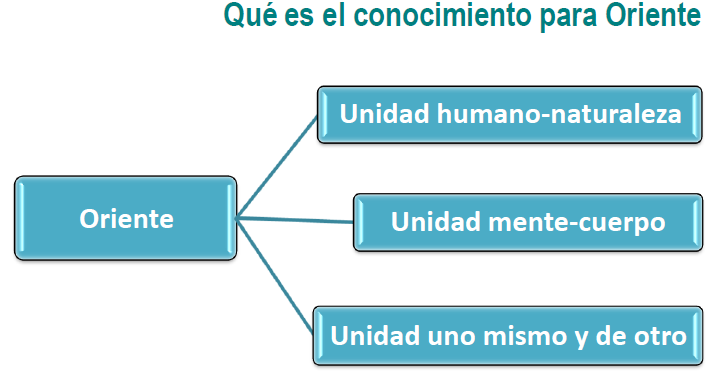 Qué es el conocimiento para Oriente
Unidad humano-naturaleza
Oriente
Unidad mente-cuerpo
Unidad uno mismo y de otro